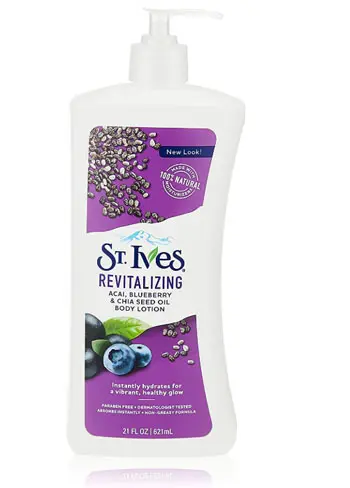 New Look!
MADE WITH
100% NATURAL
MOISTURIZERS
ST. IVES
REVITALIZING
ACAI, BLUEBERRY
& CHIA SEED OIL
BODY LOTION
Instantly hydrates for
a vibrant, healthy glow
PARABEN FREE • DERMATOLOGIST TESTED
ABSORBS INSTANTLY • NON-GREASY FORMULA
21 FL OZ | 621mL